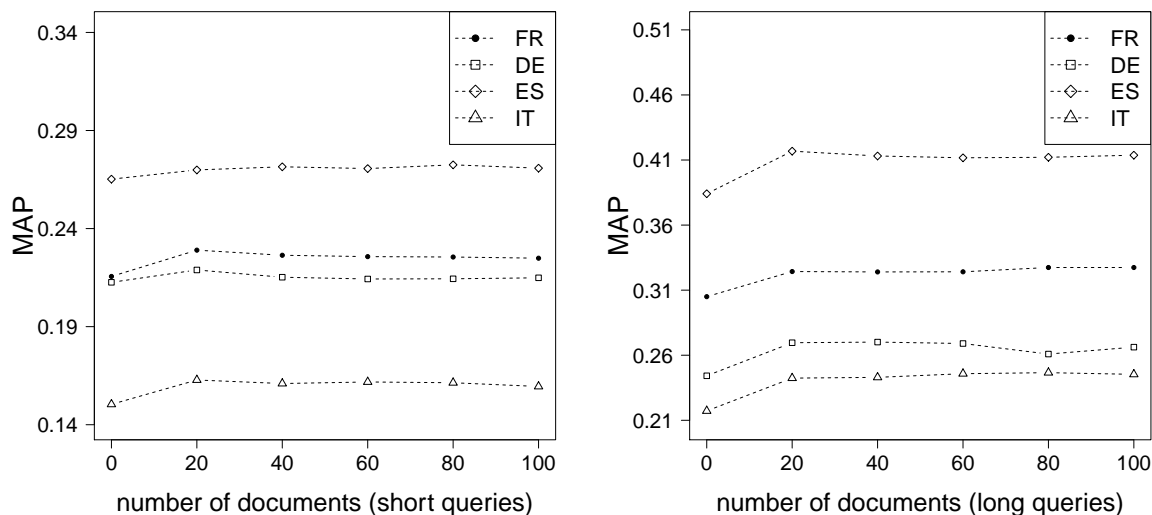 0.34
0.29
0.24
0.19
0.14
MAP
0 20 40 60 80 100
number of documents (short queries)
FR
DE
ES
IT
0.51
0.46
0.41
0.36
0.31
0.26
0.21
MAP
0 20 40 60 80 100
number of documents (long queries)
FR
DE
ES
IT